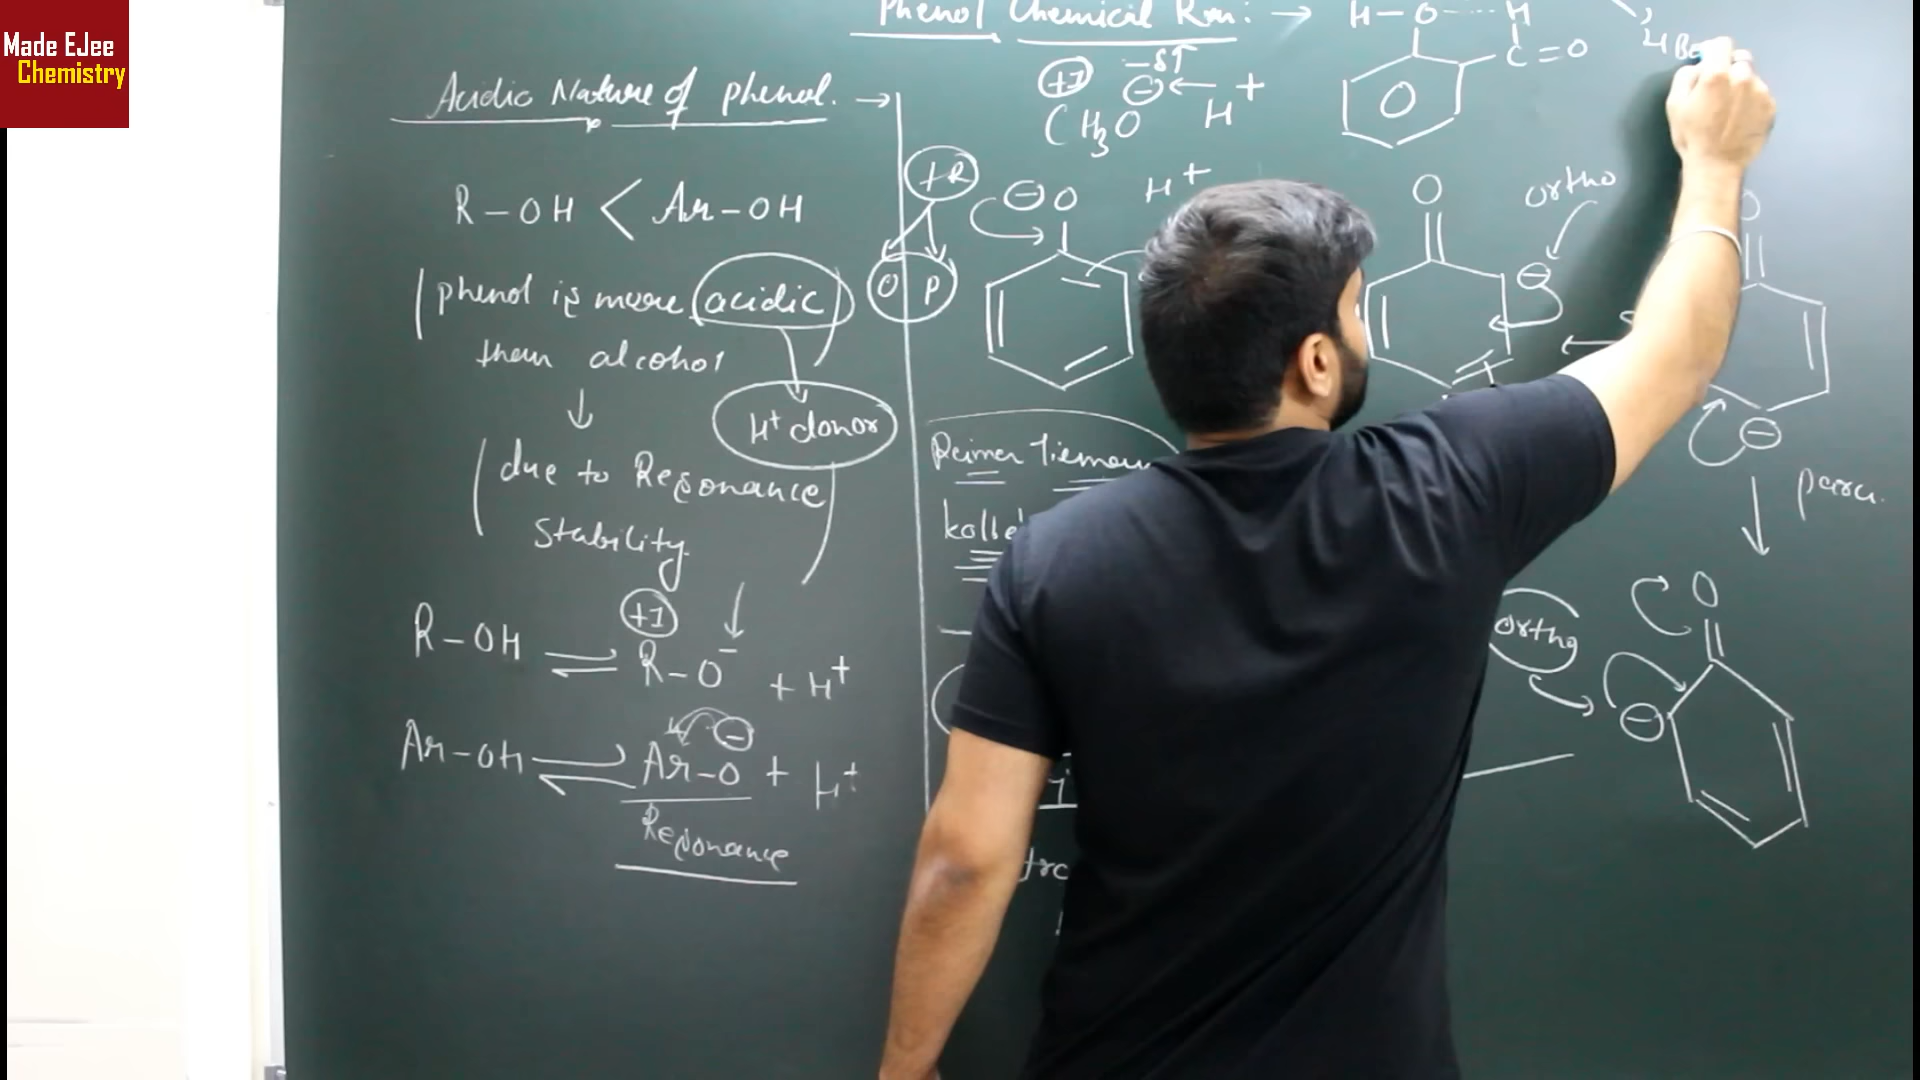 Made EJee
Chemistry
Acidic Nature of phenol. →
R-OH < Ar-OH
phenol is more acidic
then alcohol
H+ donor
due to Resonance
Stability
R-OH ⇌ R-O⁻ + H+
+I
Ar-OH ⇌ Ar-O + H+
⊖
Resonance
Phenol Chemical Rxn: →
+I
-δ↑
⊖ ←
CH3O H+
H-O H
C=O
+R
O P
⊖ O H+
O
ortho
⊖
Reimer Tiemann
⊖
para.
ortho
O
⊖